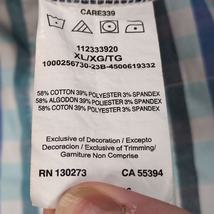 CARE339
112333920
XL/XG/TG
1000256730-23B-4500619332
58% COTTON 39% POLYESTER 3% SPANDEX
58% ALGODON 39% POLYESTER 3% SPANDEX
58% COTON 39% POLYESTER 3% SPANDEX
Exclusive of Decoration / Excepto
Decoracion / Exclusion of Trimming/
Garniture Non Comprise
RN 130273 CA 55394